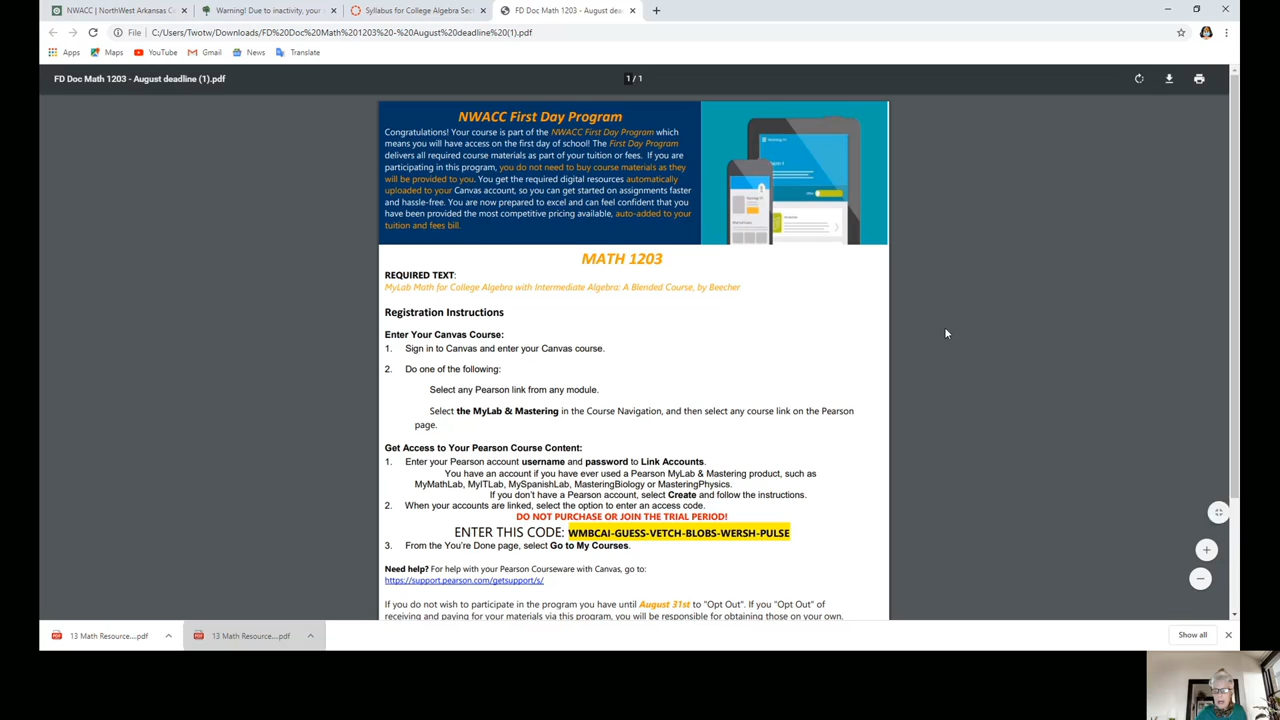 NWACC | NorthWest Arkansas Co
Warning! Due to inactivity, your s
Syllabus for College Algebra Sect
FD Doc Math 1203 - August dead
File
C:/Users/Twotw/Downloads/FD%20Doc%20Math%201203%20-%20August%20deadline%20(1).pdf
Apps
Maps
YouTube
Gmail
News
Translate
FD Doc Math 1203 - August deadline (1).pdf
1 / 1
NWACC First Day Program
Congratulations! Your course is part of the NWACC First Day Program which
means you will have access on the first day of school! The First Day Program
delivers all required course materials as part of your tuition or fees. If you are
participating in this program, you do not need to buy course materials as they
will be provided to you. You get the required digital resources automatically
uploaded to your Canvas account, so you can get started on assignments faster
and hassle-free. You are now prepared to excel and can feel confident that you
have been provided the most competitive pricing available, auto-added to your
tuition and fees bill.
MATH 1203
REQUIRED TEXT:
MyLab Math for College Algebra with Intermediate Algebra: A Blended Course, by Beecher
Registration Instructions
Enter Your Canvas Course:
1. Sign in to Canvas and enter your Canvas course.
2. Do one of the following:
Select any Pearson link from any module.
Select the MyLab & Mastering in the Course Navigation, and then select any course link on the Pearson
page.
Get Access to Your Pearson Course Content:
1. Enter your Pearson account username and password to Link Accounts.
You have an account if you have ever used a Pearson MyLab & Mastering product, such as
MyMathLab, MyITLab, MySpanishLab, MasteringBiology or MasteringPhysics.
If you don't have a Pearson account, select Create and follow the instructions.
2. When your accounts are linked, select the option to enter an access code.
DO NOT PURCHASE OR JOIN THE TRIAL PERIOD!
ENTER THIS CODE: WMBCAI-GUESS-VETCH-BLOBS-WERSH-PULSE
3. From the You're Done page, select Go to My Courses.
Need help? For help with your Pearson Courseware with Canvas, go to:
https://support.pearson.com/getsupport/s/
If you do not wish to participate in the program you have until August 31st to "Opt Out". If you "Opt Out" of
receiving and paying for your materials via this program, you will be responsible for obtaining those on your own.
13 Math Resource....pdf
13 Math Resource....pdf
Show all